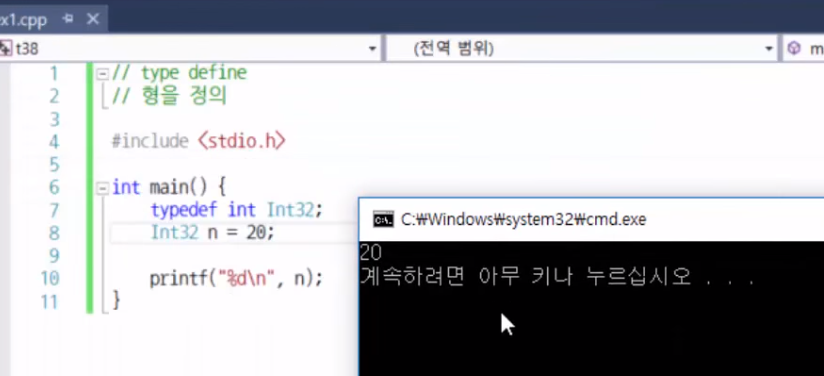 ex1.cpp
t38
(전역 범위)
m
1 // type define
2 // 형을 정의
3
4 #include <stdio.h>
5
6 int main() {
7 typedef int Int32;
8 Int32 n = 20;
9
10 printf("%d\n", n);
11 }
C:₩Windows₩system32₩cmd.exe
20
계속하려면 아무 키나 누르십시오 . . .